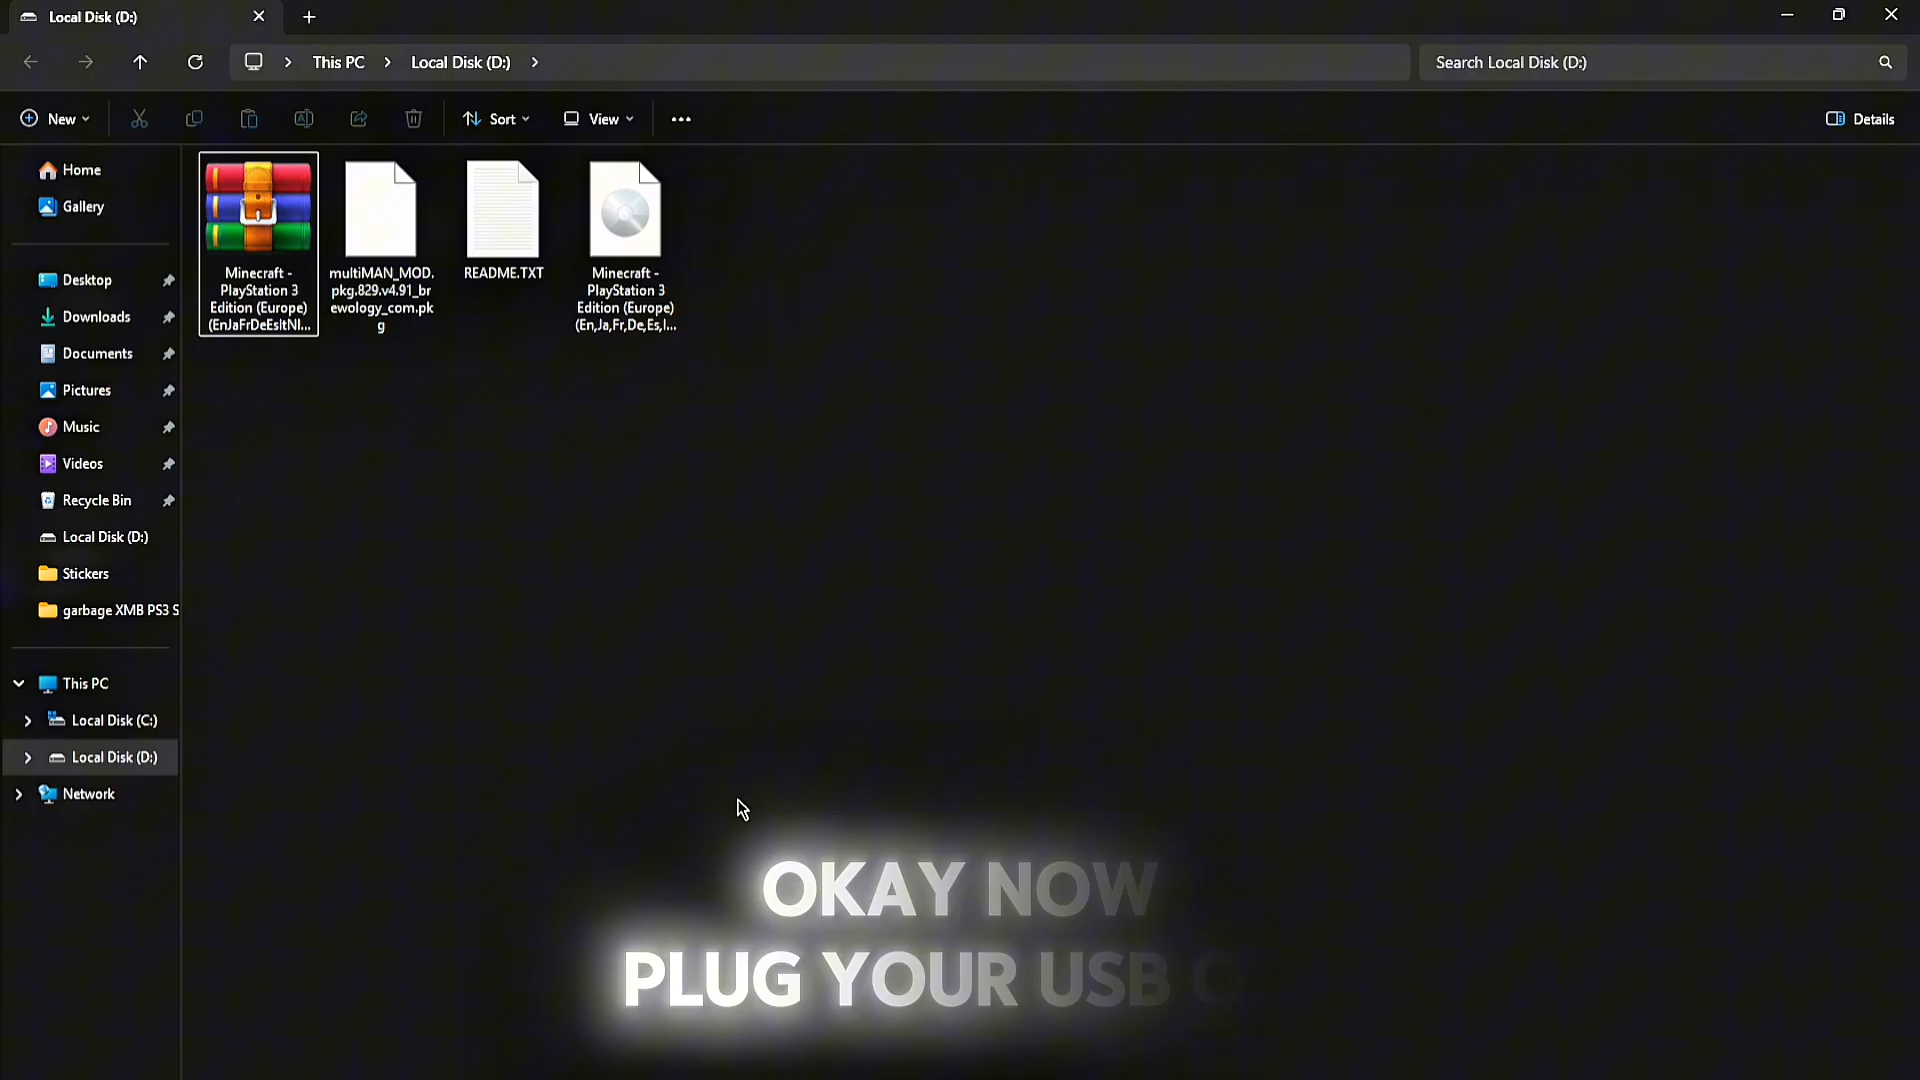 Local Disk (D:)
This PC
Local Disk (D:)
Search Local Disk (D:)
New
Sort
View
Details
Home
Gallery
Desktop
Downloads
Documents
Pictures
Music
Videos
Recycle Bin
Local Disk (D:)
Stickers
garbage XMB PS3 S
This PC
Local Disk (C:)
Local Disk (D:)
Network
Minecraft -
PlayStation 3
Edition (Europe)
(EnJaFrDeEsItNl...
multiMAN_MOD.
pkg.829.v4.91_br
ewology_com.pk
g
README.TXT
Minecraft -
PlayStation 3
Edition (Europe)
(En,Ja,Fr,De,Es,I...
OKAY NOW
PLUG YOUR USB